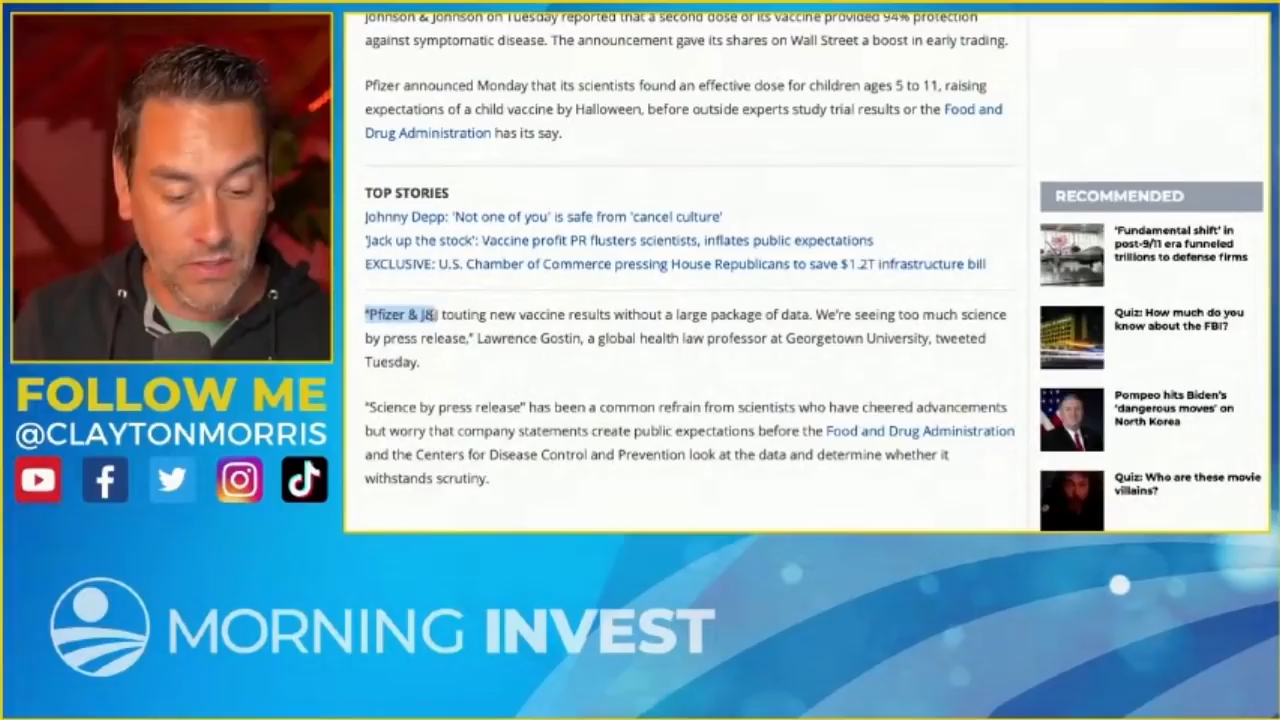 Johnson & Johnson on Tuesday reported that a second dose of its vaccine provided 94% protection
against symptomatic disease. The announcement gave its shares on Wall Street a boost in early trading.
Pfizer announced Monday that its scientists found an effective dose for children ages 5 to 11, raising
expectations of a child vaccine by Halloween, before outside experts study trial results or the Food and
Drug Administration has its say.
TOP STORIES
Johnny Depp: 'Not one of you' is safe from 'cancel culture'
'Jack up the stock': Vaccine profit PR flusters scientists, inflates public expectations
EXCLUSIVE: U.S. Chamber of Commerce pressing House Republicans to save $1.2T infrastructure bill
"Pfizer & J& touting new vaccine results without a large package of data. We're seeing too much science
by press release," Lawrence Gostin, a global health law professor at Georgetown University, tweeted
Tuesday.
"Science by press release" has been a common refrain from scientists who have cheered advancements
but worry that company statements create public expectations before the Food and Drug Administration
and the Centers for Disease Control and Prevention look at the data and determine whether it
withstands scrutiny.
RECOMMENDED
'Fundamental shift' in
post-9/11 era funneled
trillions to defense firms
Quiz: How much do you
know about the FBI?
Pompeo hits Biden's
'dangerous moves' on
North Korea
Quiz: Who are these movie
villains?
FOLLOW ME
@CLAYTONMORRIS
MORNING INVEST